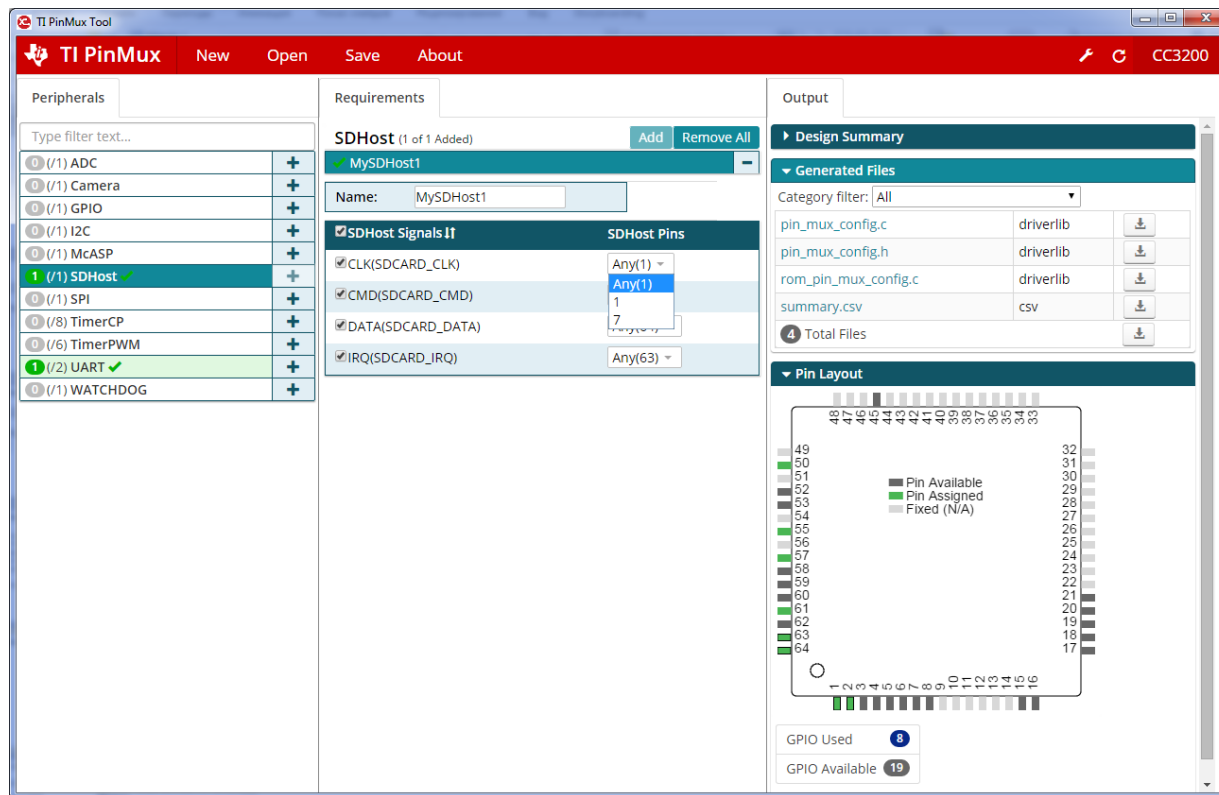 TI PinMux Tool
TI PinMux New Open Save About CC3200
Peripherals
Type filter text...
0 (/1) ADC
0 (/1) Camera
0 (/1) GPIO
0 (/1) I2C
0 (/1) McASP
1 (/1) SDHost
0 (/1) SPI
0 (/8) TimerCP
0 (/6) TimerPWM
1 (/2) UART
0 (/1) WATCHDOG
Requirements
SDHost (1 of 1 Added) Add Remove All
MySDHost1
Name: MySDHost1
SDHost Signals SDHost Pins
CLK(SDCARD_CLK) Any(1)
Any(1)
1
7
CMD(SDCARD_CMD)
DATA(SDCARD_DATA)
IRQ(SDCARD_IRQ) Any(63)
Output
Design Summary
Generated Files
Category filter: All
pin_mux_config.c driverlib
pin_mux_config.h driverlib
rom_pin_mux_config.c driverlib
summary.csv csv
4 Total Files
Pin Layout
48 47 46 45 44 43 42 41 40 39 38 37 36 35 34 33
49 32
50 31
51 30
52 29
53 28
54 27
55 26
56 25
57 24
58 23
59 22
60 21
61 20
62 19
63 18
64 17
Pin Available
Pin Assigned
Fixed (N/A)
1 2 3 4 5 6 7 8 9 10 11 12 13 14 15 16
GPIO Used 8
GPIO Available 19